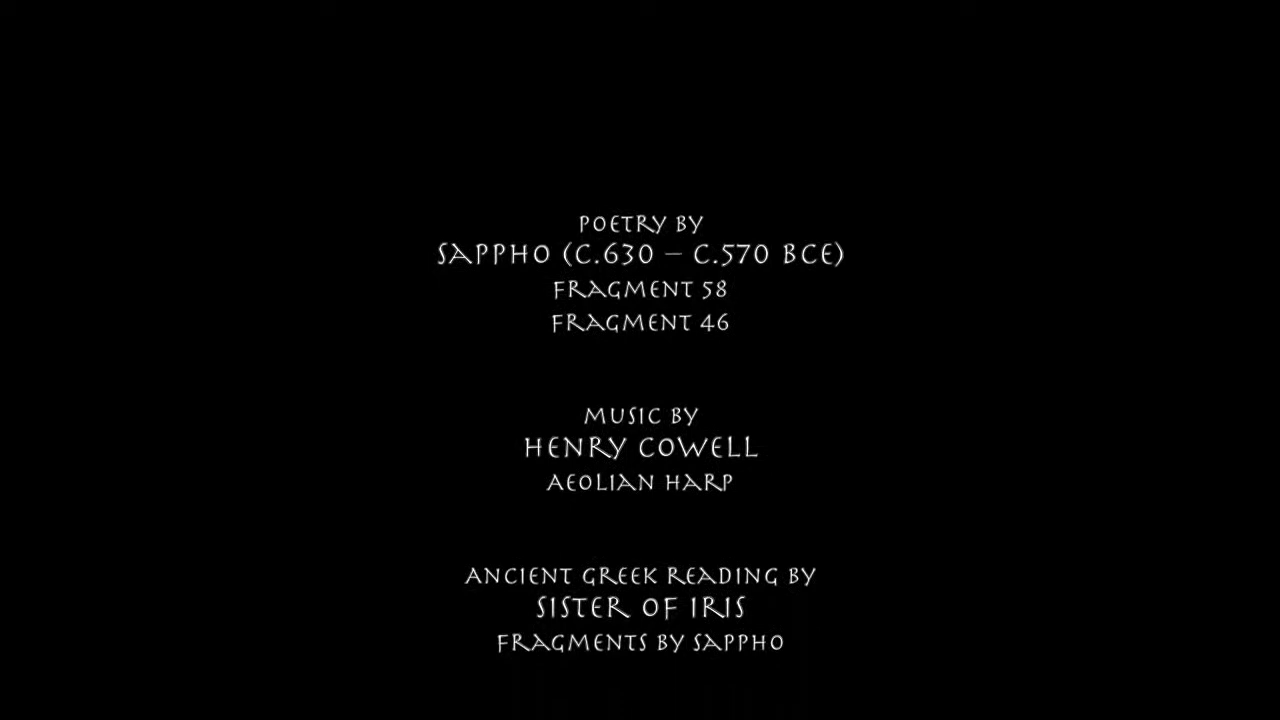 POETRY BY
SAPPHO (C.630 – C.570 BCE)
FRAGMENT 58
FRAGMENT 46
MUSIC BY
HENRY COWELL
AEOLIAN HARP
ANCIENT GREEK READING BY
SISTER OF IRIS
FRAGMENTS BY SAPPHO